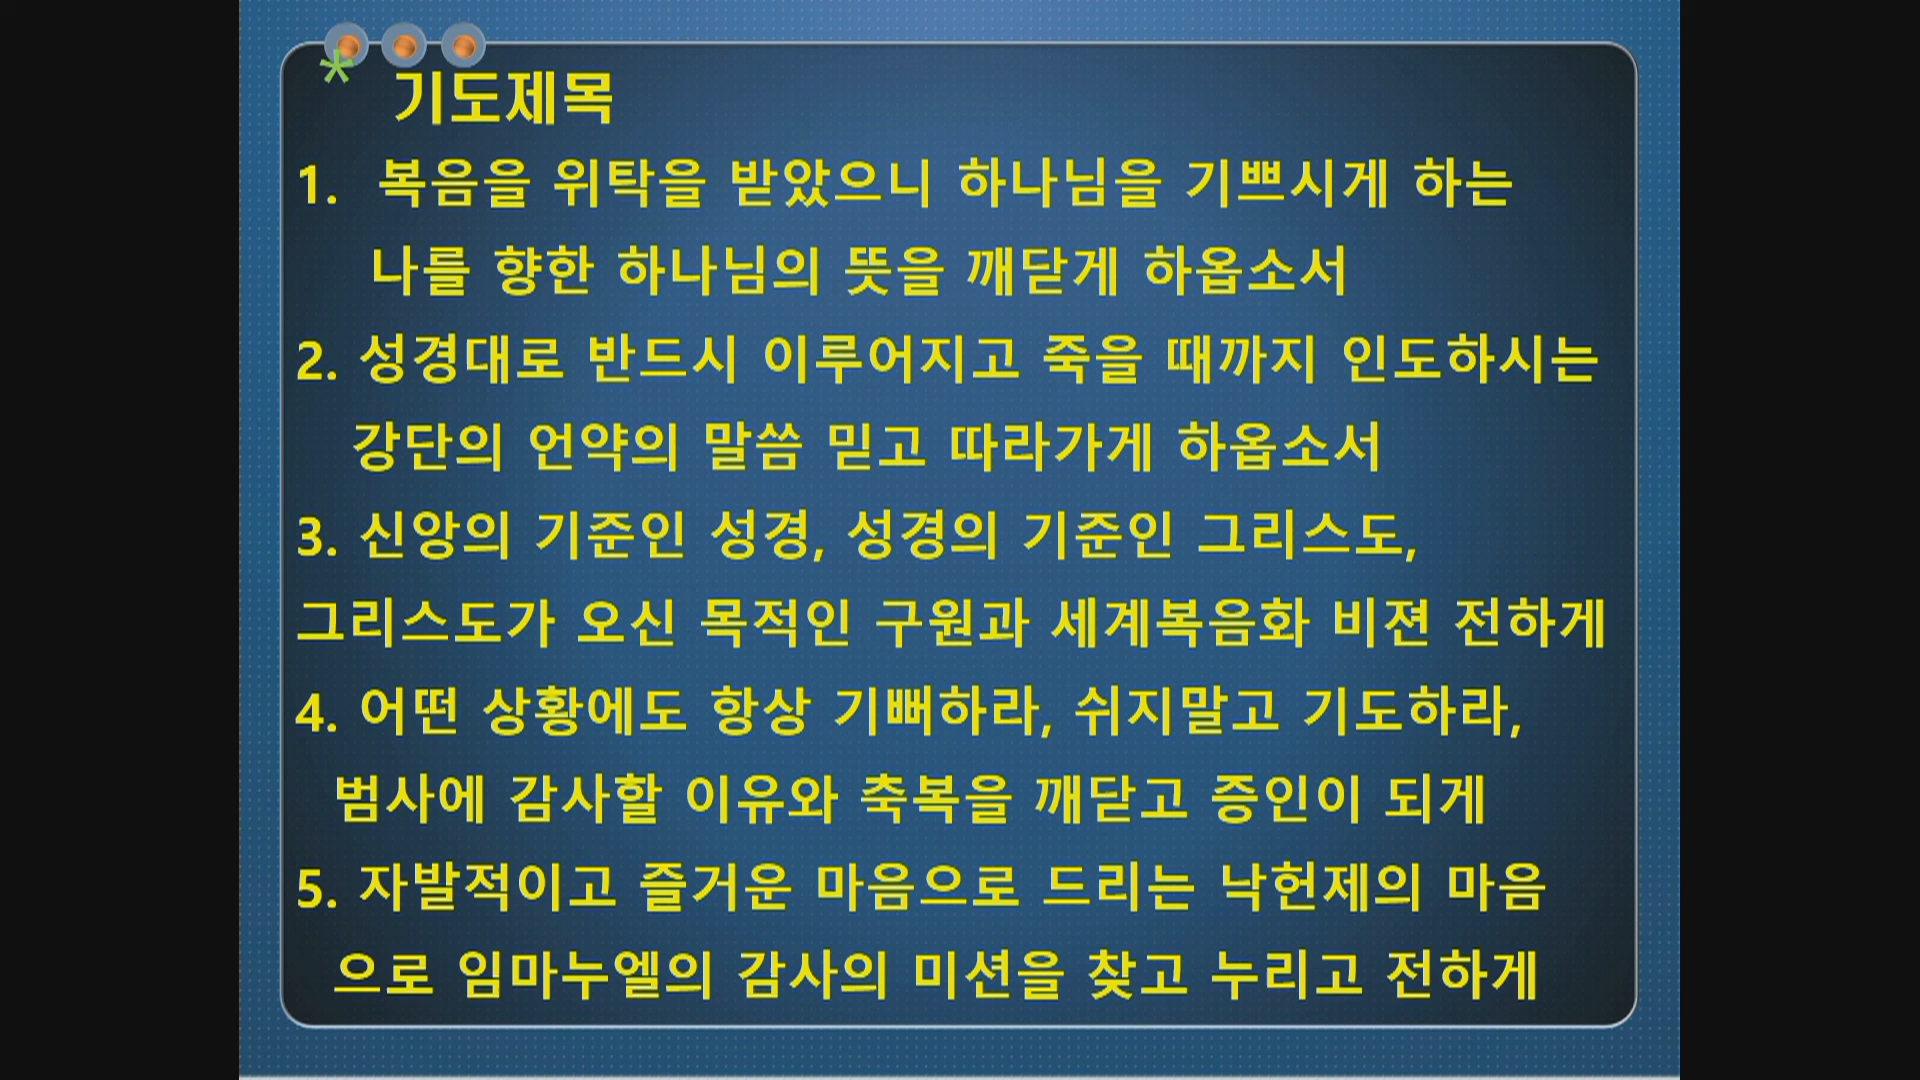 * 기도제목
1. 복음을 위탁을 받았으니 하나님을 기쁘시게 하는
나를 향한 하나님의 뜻을 깨닫게 하옵소서
2. 성경대로 반드시 이루어지고 죽을 때까지 인도하시는
강단의 언약의 말씀 믿고 따라가게 하옵소서
3. 신앙의 기준인 성경, 성경의 기준인 그리스도,
그리스도가 오신 목적인 구원과 세계복음화 비젼 전하게
4. 어떤 상황에도 항상 기뻐하라, 쉬지말고 기도하라,
범사에 감사할 이유와 축복을 깨닫고 증인이 되게
5. 자발적이고 즐거운 마음으로 드리는 낙헌제의 마음
으로 임마누엘의 감사의 미션을 찾고 누리고 전하게